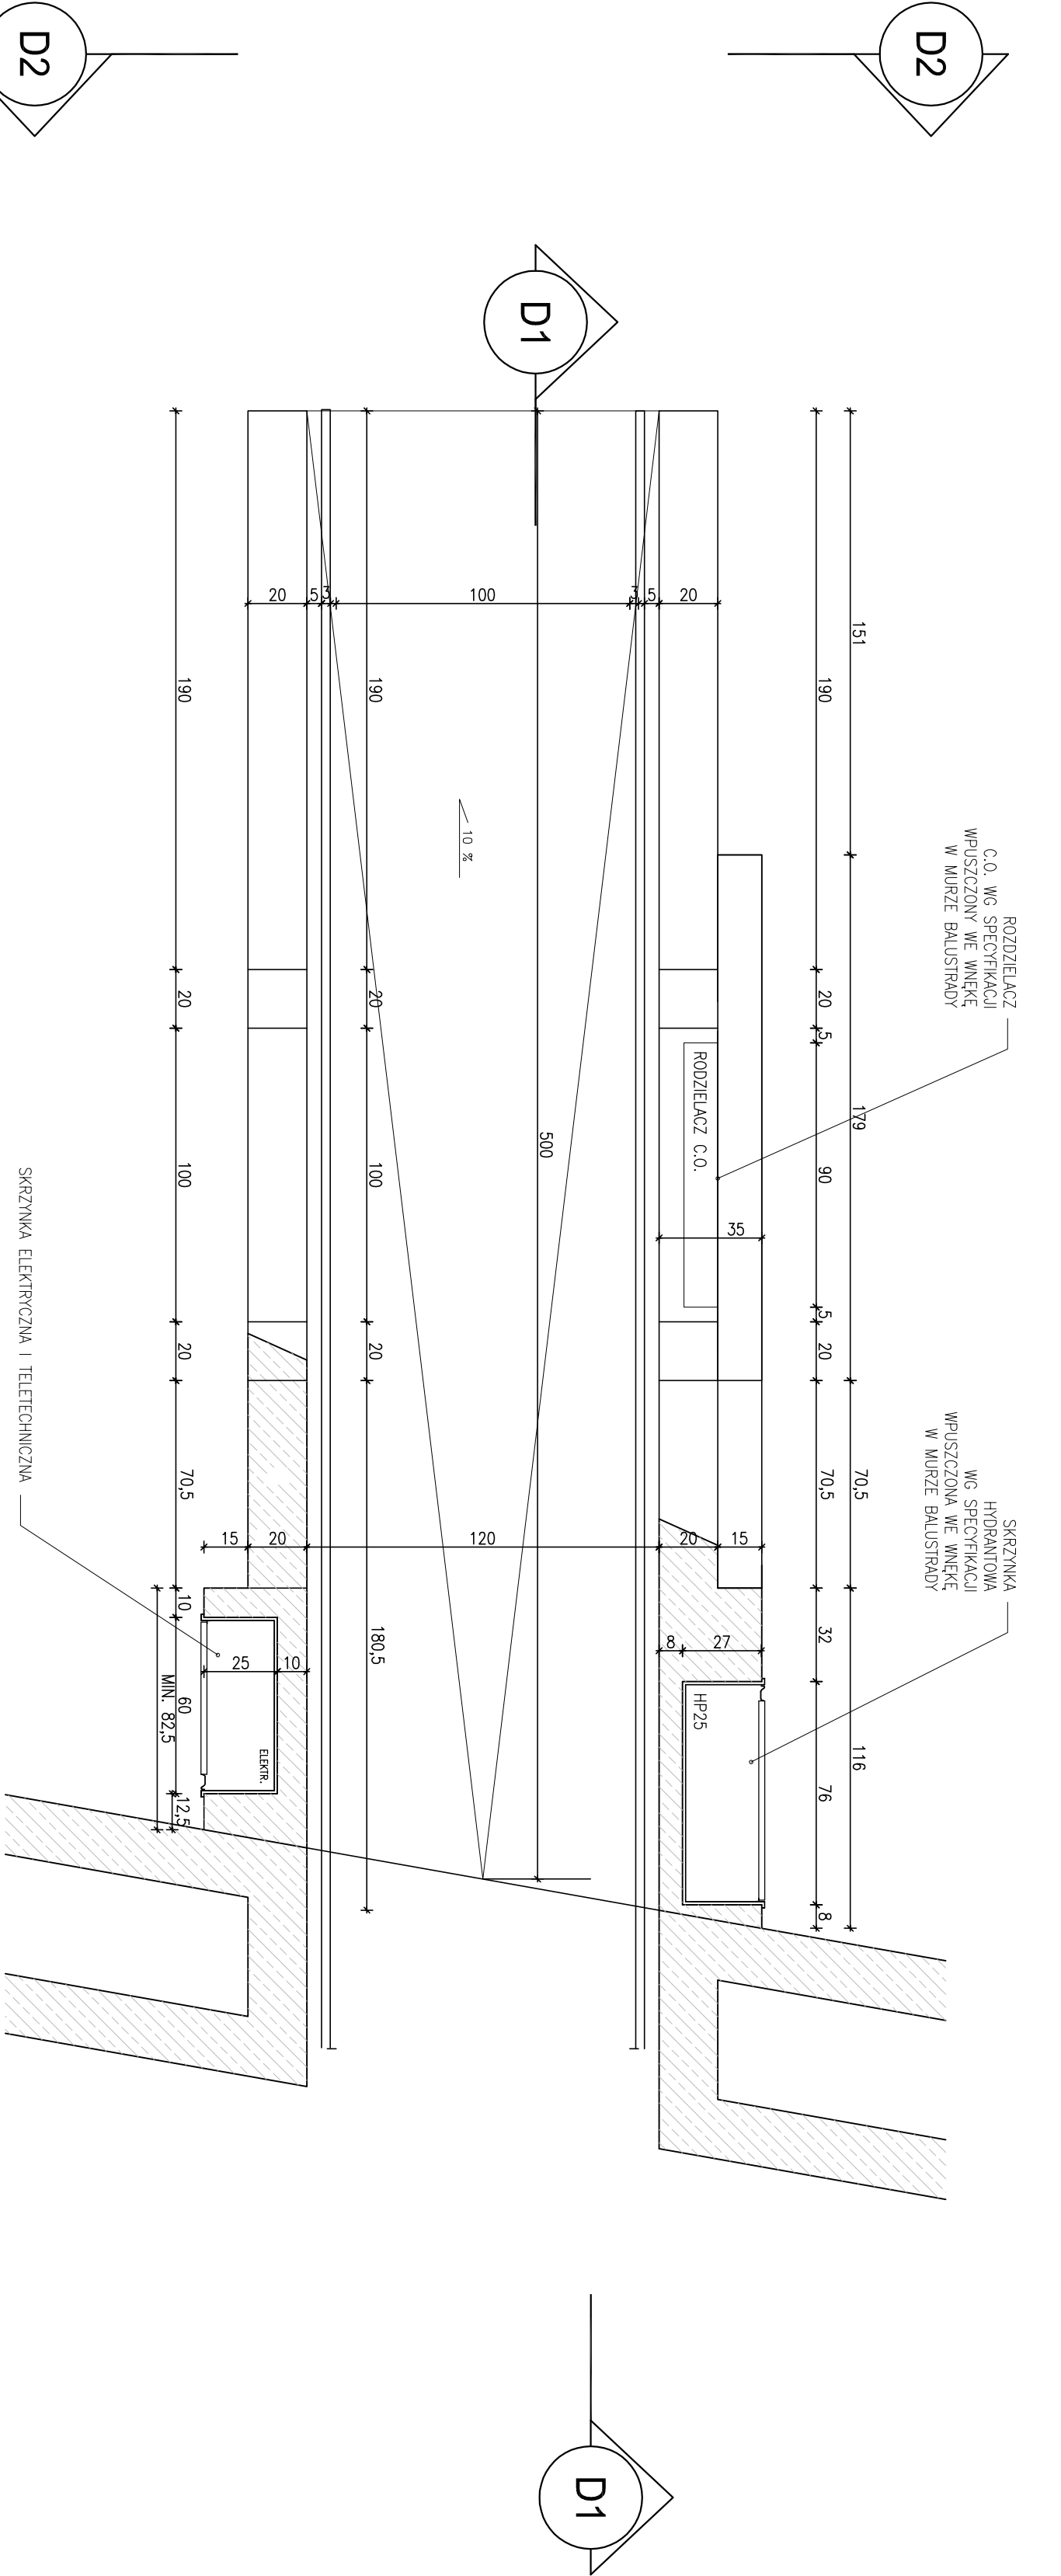 D2
D2
D1
D1
ROZDZIELACZ
C.O. WG SPECYFIKACJI
WPUSZCZONY WE WNĘKĘ
W MURZE BALUSTRADY
SKRZYNKA
HYDRANTOWA
WG SPECYFIKACJI
WPUSZCZONA WE WNĘKĘ
W MURZE BALUSTRADY
151
179
70,5
116
190
20
5
90
5
20
70,5
32
76
8
RODZIELACZ C.O.
35
HP25
8
27
20
5
3
100
3
5
20
15
20
120
20
15
500
10 %
190
20
100
20
180,5
25
10
ELEKTR.
190
20
100
20
70,5
10
60
12,5
MIN. 82,5
SKRZYNKA ELEKTRYCZNA I TELETECHNICZNA